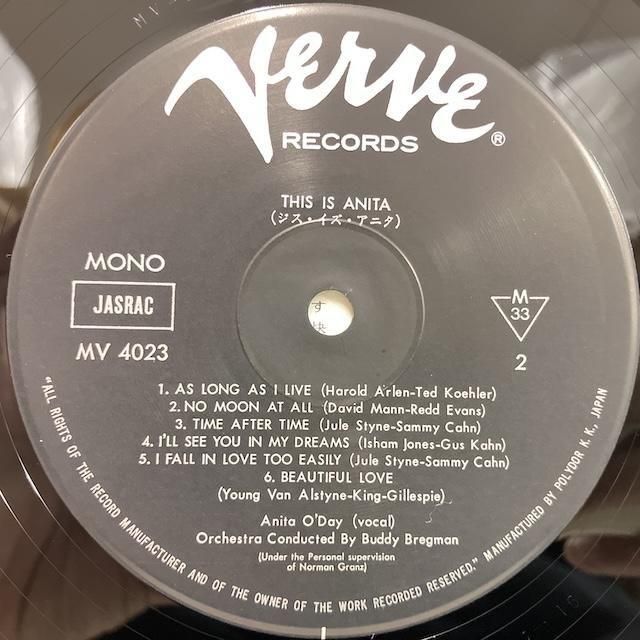 Verve
RECORDS ®
THIS IS ANITA
(ジス・イズ・アニタ)
MONO
JASRAC
MV 4023
M
33
2
1. AS LONG AS I LIVE (Harold Arlen-Ted Koehler)
2. NO MOON AT ALL (David Mann-Redd Evans)
3. TIME AFTER TIME (Jule Styne-Sammy Cahn)
4. I'LL SEE YOU IN MY DREAMS (Isham Jones-Gus Kahn)
5. I FALL IN LOVE TOO EASILY (Jule Styne-Sammy Cahn)
6. BEAUTIFUL LOVE
(Young Van Alstyne-King-Gillespie)
Anita O'Day (vocal)
Orchestra Conducted By Buddy Bregman
(Under the Personal supervision
of Norman Granz)
"ALL RIGHTS OF THE RECORD MANUFACTURER AND OF THE OWNER OF THE WORK RECORDED RESERVED." MANUFACTURED BY POLYDOR K. K., JAPAN